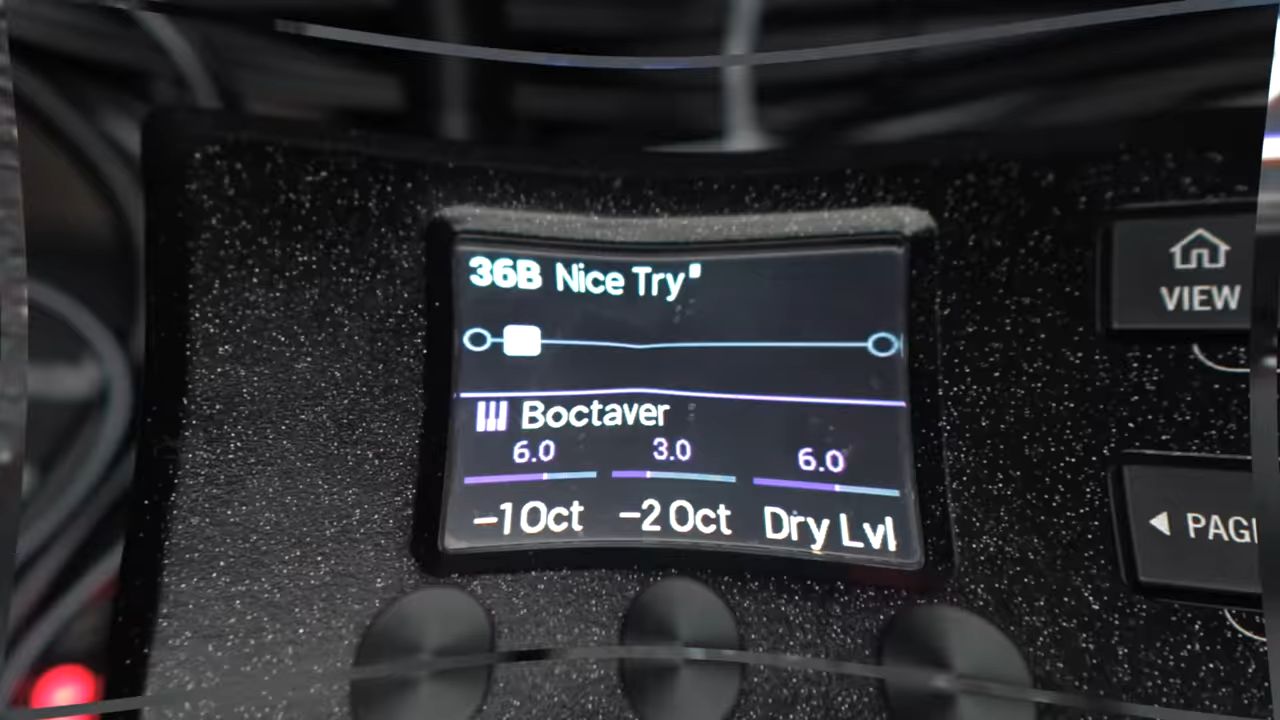 36B Nice Try
VIEW
Boctaver
6.0 3.0 6.0
-1 Oct -2 Oct Dry Lvl
◀ PAG